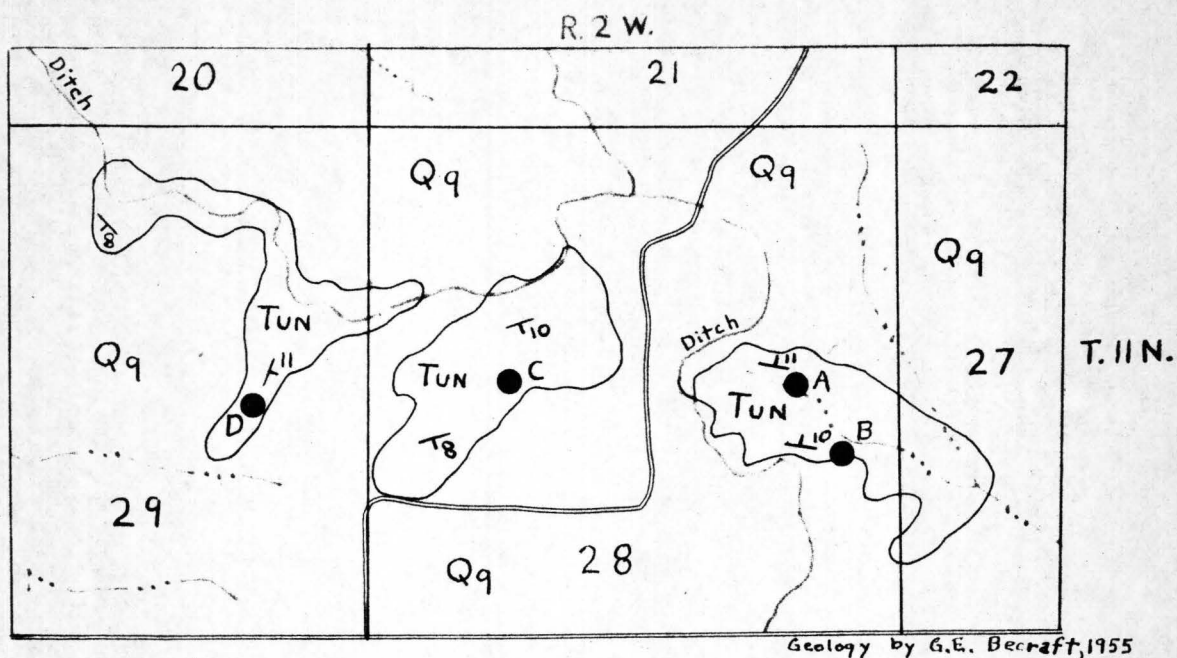 R. 2 W.
20
21
22
Ditch
Qq
Qq
Qq
8
TUN
10
11
Ditch
27
T. 11 N.
Qq
TUN
C
11
A
TUN
D
8
10
B
29
28
Qq
Geology by G.E. Becraft, 1955